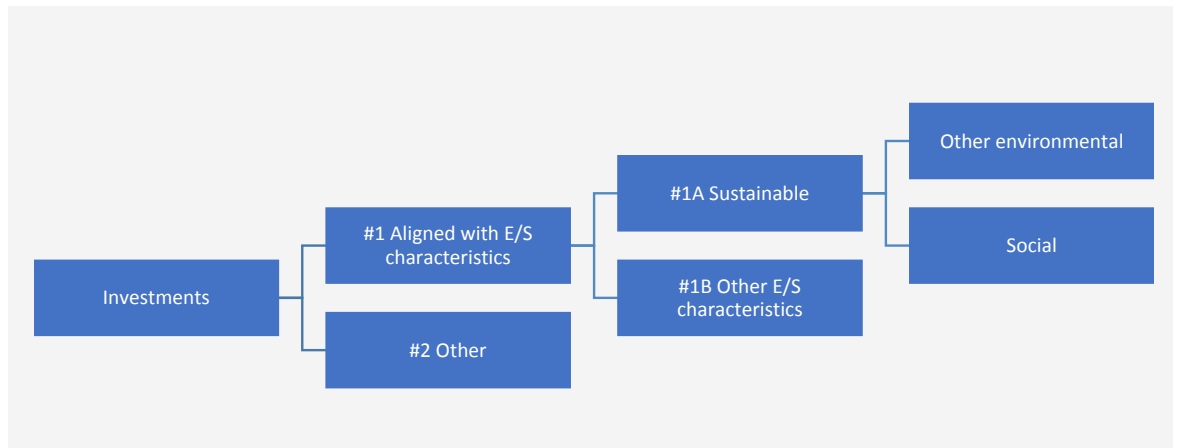 Investments
#1 Aligned with E/S
characteristics
#2 Other
#1A Sustainable
#1B Other E/S
characteristics
Other environmental
Social